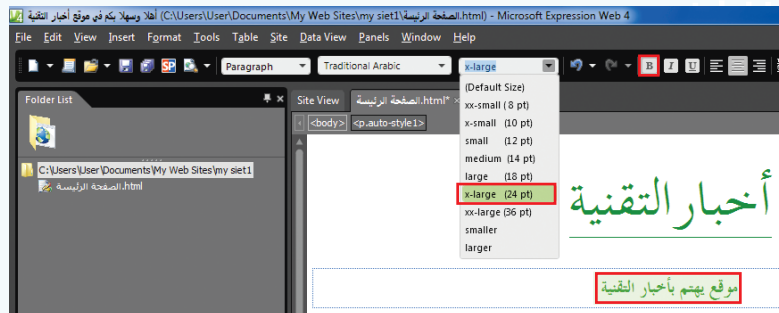 أهلا وسهلا بكم في موقع أخبار التقنية (C:\Users\User\Documents\My Web Sites\my siet1\الصفحة الرئيسة.html) - Microsoft Expression Web 4
File Edit View Insert Format Tools Table Site Data View Panels Window Help
Paragraph Traditional Arabic x-large B I U
Folder List
Site View الصفحة الرئيسة.html*
<body> <p.auto-style1>
C:\Users\User\Documents\My Web Sites\my siet1
الصفحة الرئيسة.html
(Default Size)
xx-small ( 8 pt)
x-small (10 pt)
small (12 pt)
medium (14 pt)
large (18 pt)
x-large (24 pt)
xx-large (36 pt)
smaller
larger
أخبار التقنية
موقع يهتم بأخبار التقنية